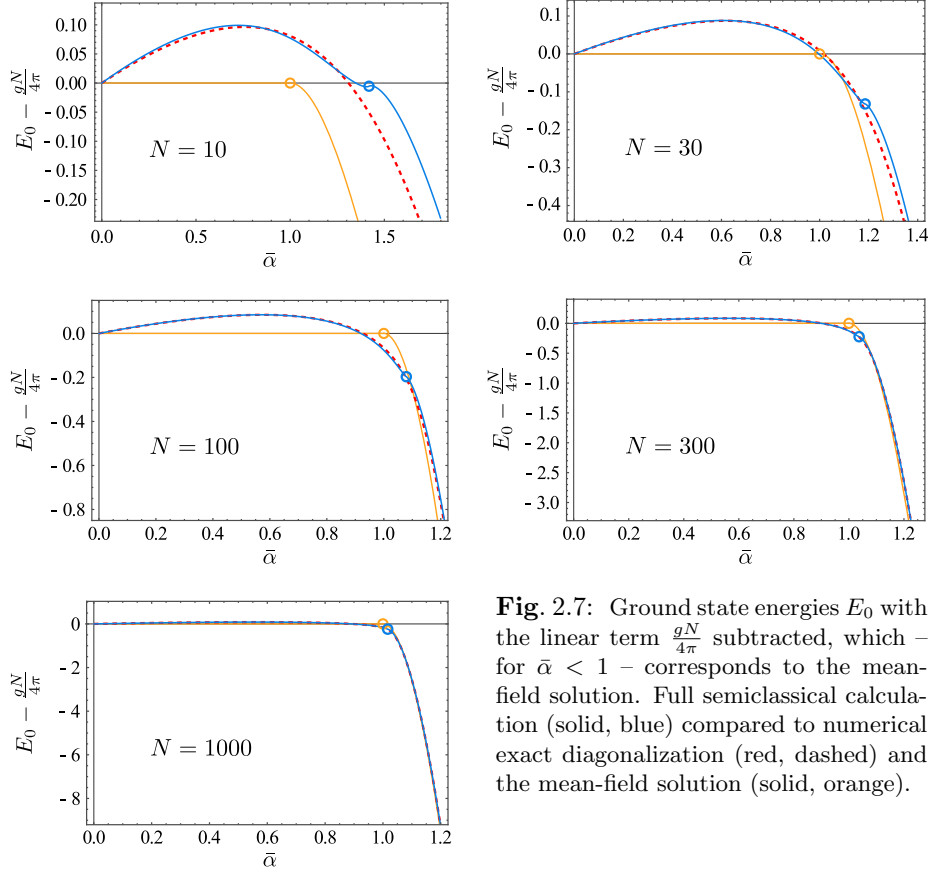 0.10
0.05
0.00
- 0.05
- 0.10
- 0.15
- 0.20
E₀ − gN/4π
N = 10
0.0 0.5 1.0 1.5
ᾱ
0.1
0.0
- 0.1
- 0.2
- 0.3
- 0.4
E₀ − gN/4π
N = 30
0.0 0.2 0.4 0.6 0.8 1.0 1.2 1.4
ᾱ
0.0
- 0.2
- 0.4
- 0.6
- 0.8
E₀ − gN/4π
N = 100
0.0 0.2 0.4 0.6 0.8 1.0 1.2
ᾱ
0.0
- 0.5
- 1.0
- 1.5
- 2.0
- 2.5
- 3.0
E₀ − gN/4π
N = 300
0.0 0.2 0.4 0.6 0.8 1.0 1.2
ᾱ
0
- 2
- 4
- 6
- 8
E₀ − gN/4π
N = 1000
0.0 0.2 0.4 0.6 0.8 1.0 1.2
ᾱ
Fig. 2.7: Ground state energies E₀ with
the linear term gN/4π subtracted, which –
for ᾱ < 1 – corresponds to the mean-
field solution. Full semiclassical calcula-
tion (solid, blue) compared to numerical
exact diagonalization (red, dashed) and
the mean-field solution (solid, orange).